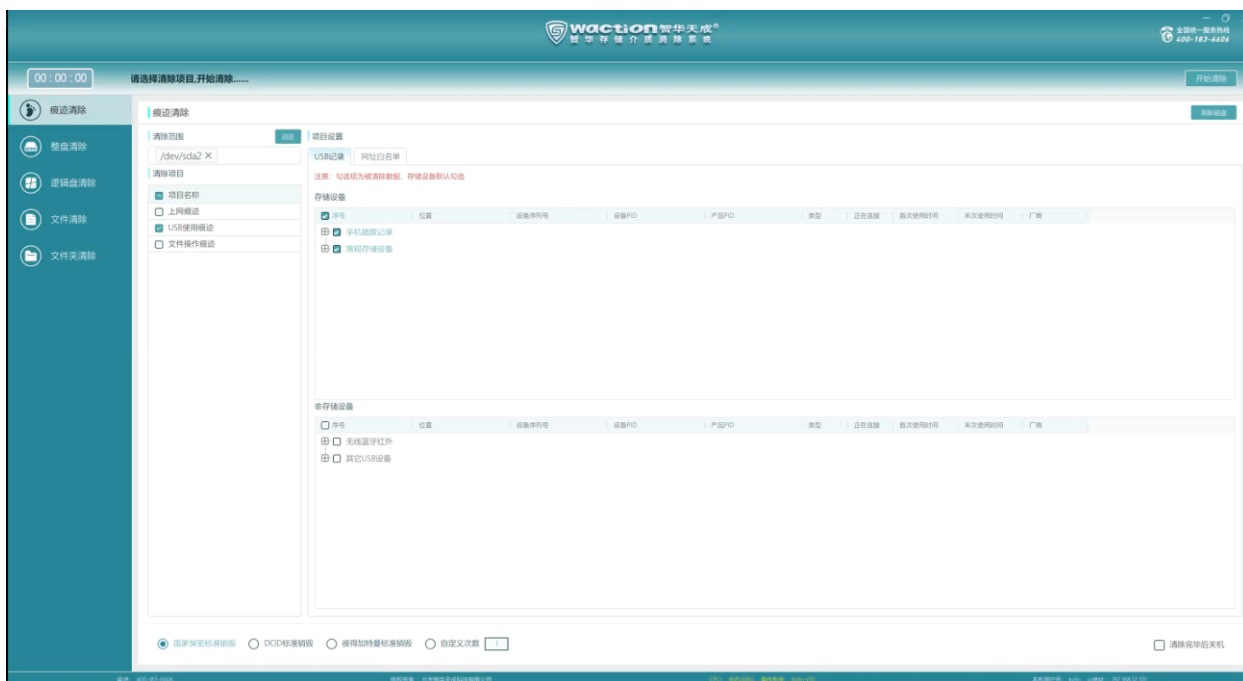 waction智华天成®
智华存储介质消除系统
全国统一服务热线
400-183-6606
00 : 00 : 00
请选择清除项目,开始清除......
开始清除
痕迹清除
整盘清除
逻辑盘清除
文件清除
文件夹清除
痕迹清除
刷新磁盘
清除范围
浏览
项目设置
/dev/sda2 ×
USB记录 网址白名单
清除项目
注意：勾选项为被清除数据，存储设备默认勾选
项目名称
存储设备
上网痕迹
序号 位置 设备序列号 设备PID 产品PID 类型 正在连接 首次使用时间 末次使用时间 厂商
USB使用痕迹
手机插拔记录
文件操作痕迹
常规存储设备
非存储设备
序号 位置 设备序列号 设备PID 产品PID 类型 正在连接 首次使用时间 末次使用时间 厂商
无线蓝牙红外
其它USB设备
国家保密标准销毁 DOD标准销毁 彼得加特曼标准销毁 自定义次数 1
清除完毕后关机
400-183-6606